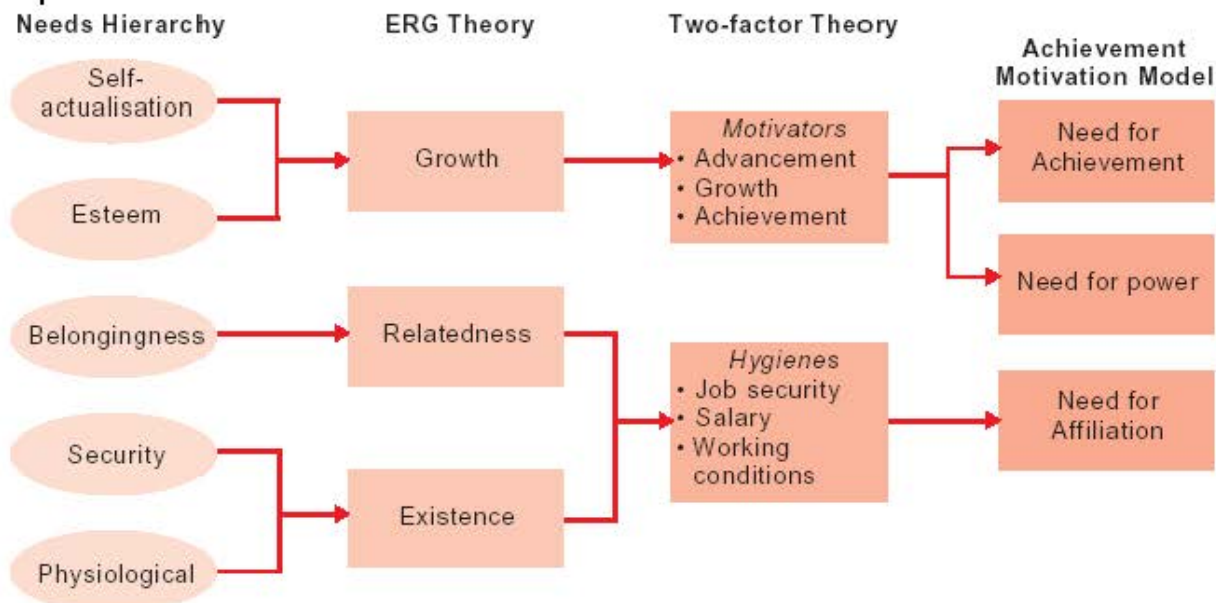 Needs Hierarchy
ERG Theory
Two-factor Theory
Achievement
Motivation Model
Self-
actualisation
Esteem
Belongingness
Security
Physiological
Growth
Relatedness
Existence
Motivators
• Advancement
• Growth
• Achievement
Hygienes
• Job security
• Salary
• Working
conditions
Need for
Achievement
Need for power
Need for
Affiliation